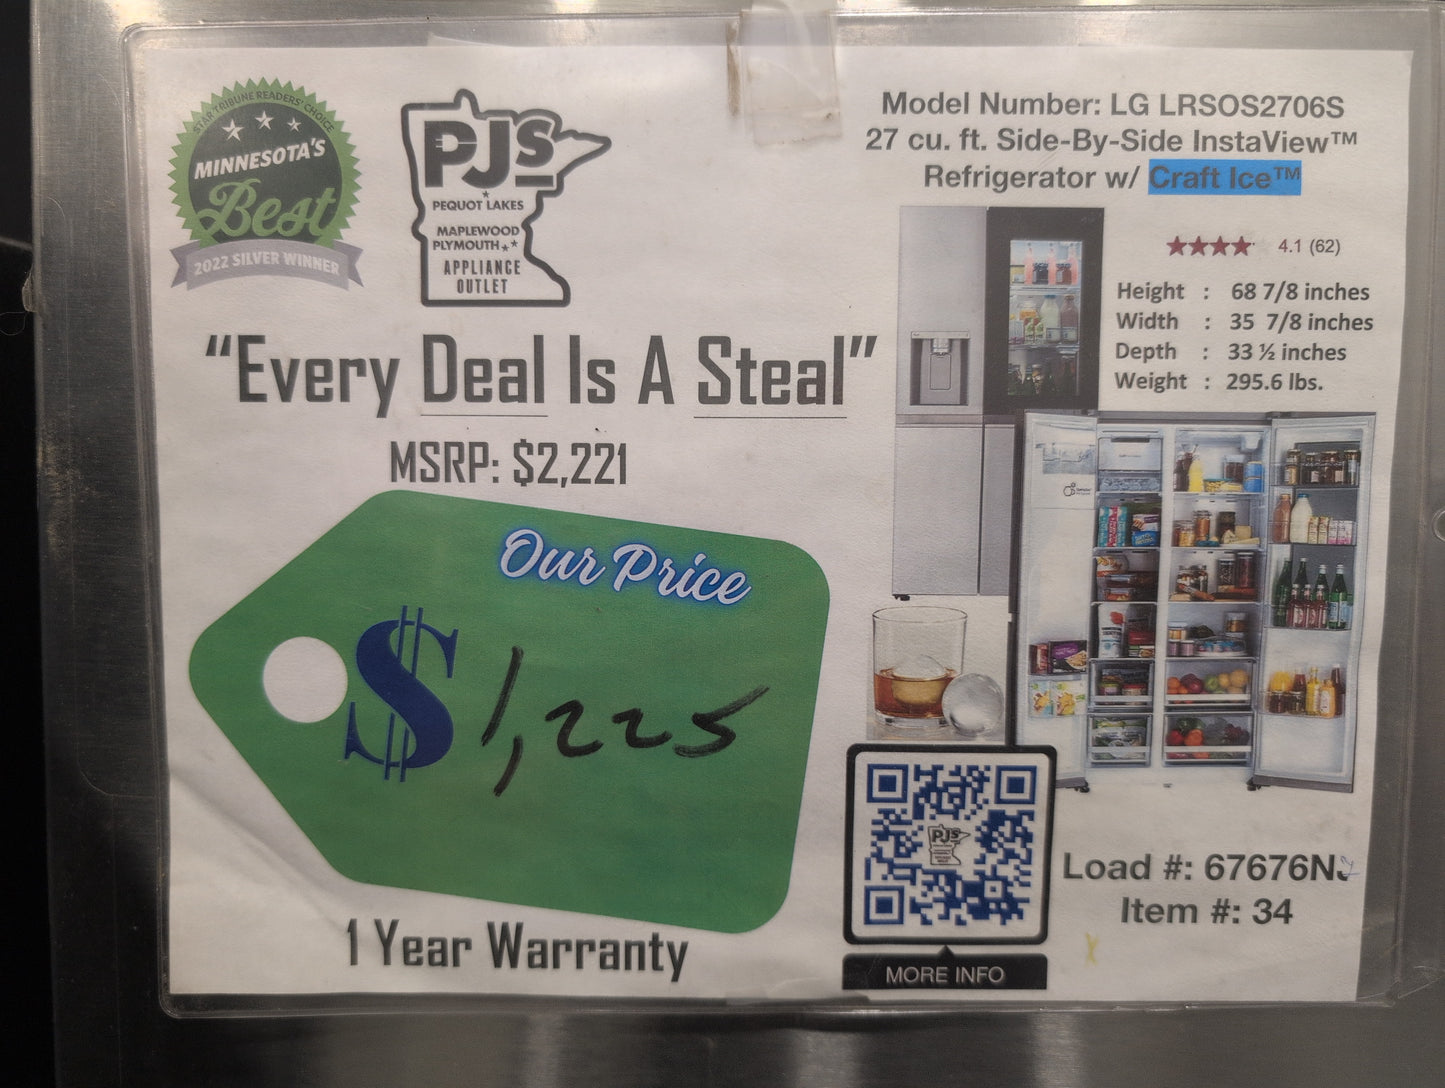 STAR TRIBUNE READERS' CHOICE
MINNESOTA'S
Best
2022 SILVER WINNER
PJS
PEQUOT LAKES
MAPLEWOOD
PLYMOUTH
APPLIANCE
OUTLET
Model Number: LG LRSOS2706S
27 cu. ft. Side-By-Side InstaView™
Refrigerator w/ Craft Ice™
4.1 (62)
Height : 68 7/8 inches
Width : 35 7/8 inches
Depth : 33 ½ inches
Weight : 295.6 lbs.
“Every Deal Is A Steal”
MSRP: $2,221
Our Price
$1,225
1 Year Warranty
PJS
MORE INFO
Load #: 67676N
Item #: 34